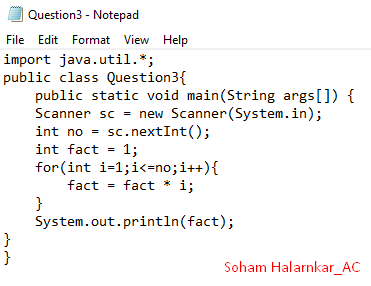 Question3 - Notepad
File Edit Format View Help
import java.util.*;
public class Question3{
    public static void main(String args[]) {
    Scanner sc = new Scanner(System.in);
    int no = sc.nextInt();
    int fact = 1;
    for(int i=1;i<=no;i++){
        fact = fact * i;
    }
    System.out.println(fact);
}
}
Soham Halarnkar_AC